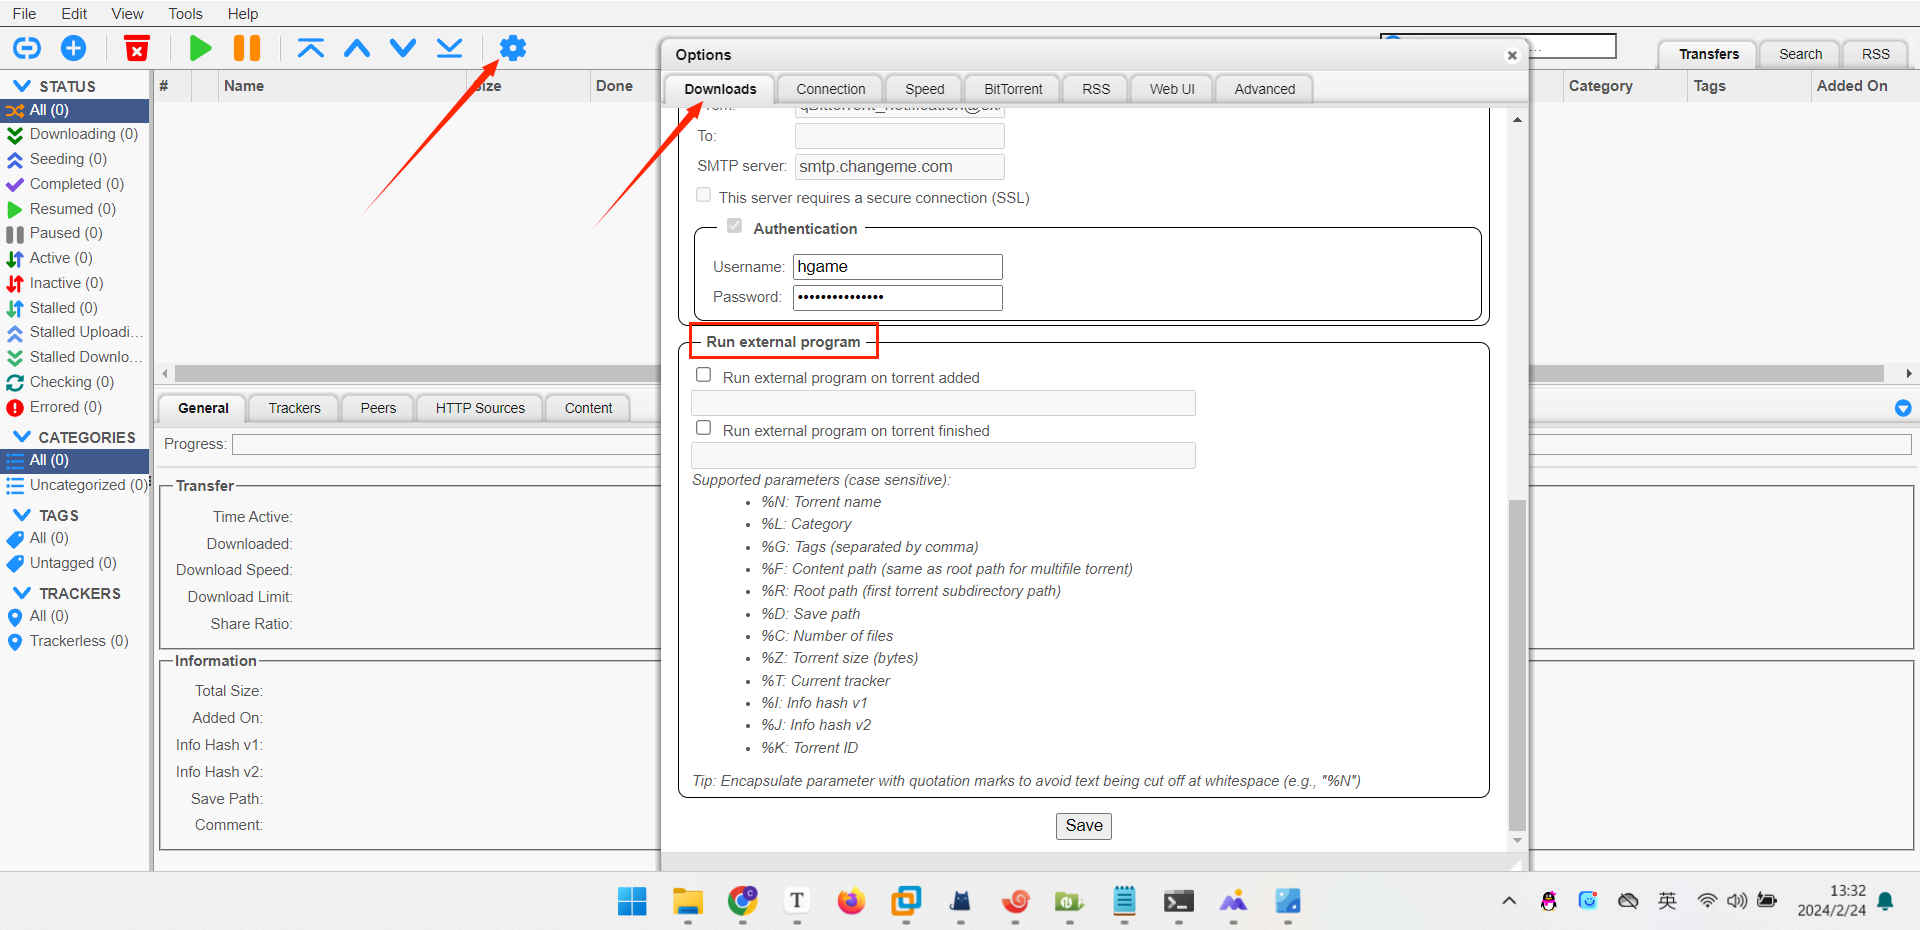 File Edit View Tools Help
Transfers Search RSS
# Name Size Done Category Tags Added On
STATUS
All (0)
Downloading (0)
Seeding (0)
Completed (0)
Resumed (0)
Paused (0)
Active (0)
Inactive (0)
Stalled (0)
Stalled Uploadi...
Stalled Downlo...
Checking (0)
Errored (0)
CATEGORIES
All (0)
Uncategorized (0)
TAGS
All (0)
Untagged (0)
TRACKERS
All (0)
Trackerless (0)
General Trackers Peers HTTP Sources Content
Progress:
Transfer
Time Active:
Downloaded:
Download Speed:
Download Limit:
Share Ratio:
Information
Total Size:
Added On:
Info Hash v1:
Info Hash v2:
Save Path:
Comment:
Options
Downloads Connection Speed BitTorrent RSS Web UI Advanced
To:
SMTP server: smtp.changeme.com
This server requires a secure connection (SSL)
Authentication
Username: hgame
Password: •••••••••••••••
Run external program
Run external program on torrent added
Run external program on torrent finished
Supported parameters (case sensitive):
• %N: Torrent name
• %L: Category
• %G: Tags (separated by comma)
• %F: Content path (same as root path for multifile torrent)
• %R: Root path (first torrent subdirectory path)
• %D: Save path
• %C: Number of files
• %Z: Torrent size (bytes)
• %T: Current tracker
• %I: Info hash v1
• %J: Info hash v2
• %K: Torrent ID
Tip: Encapsulate parameter with quotation marks to avoid text being cut off at whitespace (e.g., "%N")
Save
英
13:32
2024/2/24